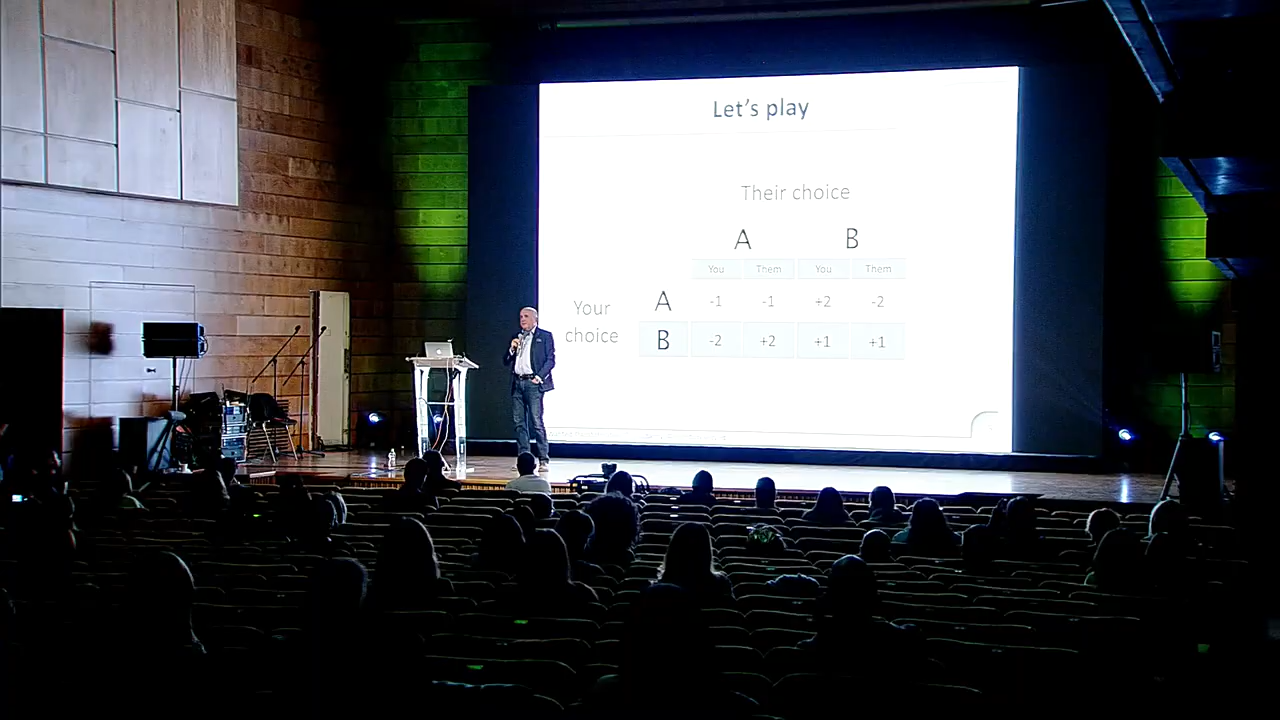 Let's play
Their choice
A B
You Them You Them
Your choice
A -1 -1 +2 -2
B -2 +2 +1 +1